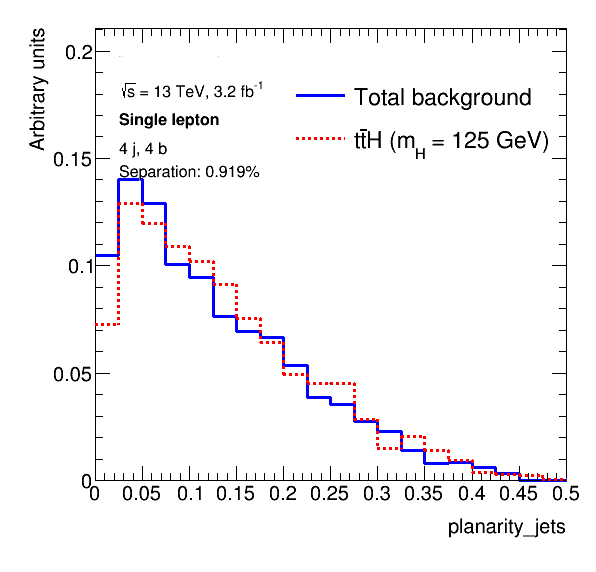 Arbitrary units
0.2
0.15
0.1
0.05
0
√s = 13 TeV, 3.2 fb⁻¹
Single lepton
4 j, 4 b
Separation: 0.919%
Total background
tt̄H (m_H = 125 GeV)
0 0.05 0.1 0.15 0.2 0.25 0.3 0.35 0.4 0.45 0.5
planarity_jets